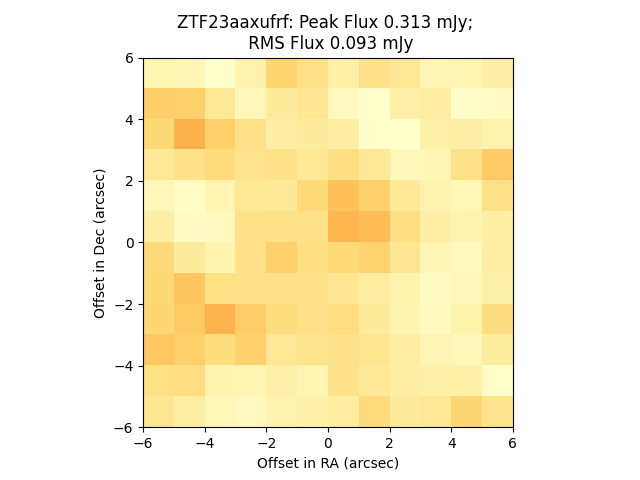 ZTF23aaxufrf: Peak Flux 0.313 mJy;
RMS Flux 0.093 mJy
6
4
2
0
−2
−4
−6
Offset in Dec (arcsec)
−6 −4 −2 0 2 4 6
Offset in RA (arcsec)